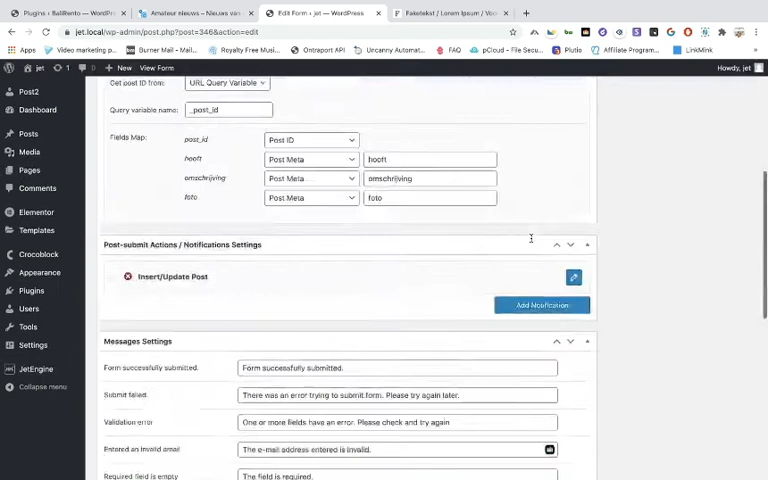 Plugins ‹ BaliRento — WordPress
Amateur nieuws – Nieuws van
Edit Form ‹ jet — WordPress
Faketekst / Lorem Ipsum / Voo
jet.local/wp-admin/post.php?post=346&action=edit
Apps
Video marketing p...
Burner Mail - Mail...
Royalty Free Musi...
Ontraport API
Uncanny Automat...
FAQ
pCloud - File Secu...
Plutio
Affiliate Program...
LinkMink
jet
1
0
New
View Form
Howdy, jet
Post2
Dashboard
Posts
Media
Pages
Comments
Elementor
Templates
Crocoblock
Appearance
Plugins
Users
Tools
Settings
JetEngine
Collapse menu
Get post ID from:
URL Query Variable
Query variable name:
_post_id
Fields Map:
post_id
Post ID
hooft
Post Meta
hooft
omschrijving
Post Meta
omschrijving
foto
Post Meta
foto
Post-submit Actions / Notifications Settings
Insert/Update Post
Add Notification
Messages Settings
Form successfully submitted.
Form successfully submitted.
Submit failed.
There was an error trying to submit form. Please try again later.
Validation error
One or more fields have an error. Please check and try again
Entered an invalid email
The e-mail address entered is invalid.
Required field is empty
The field is required.